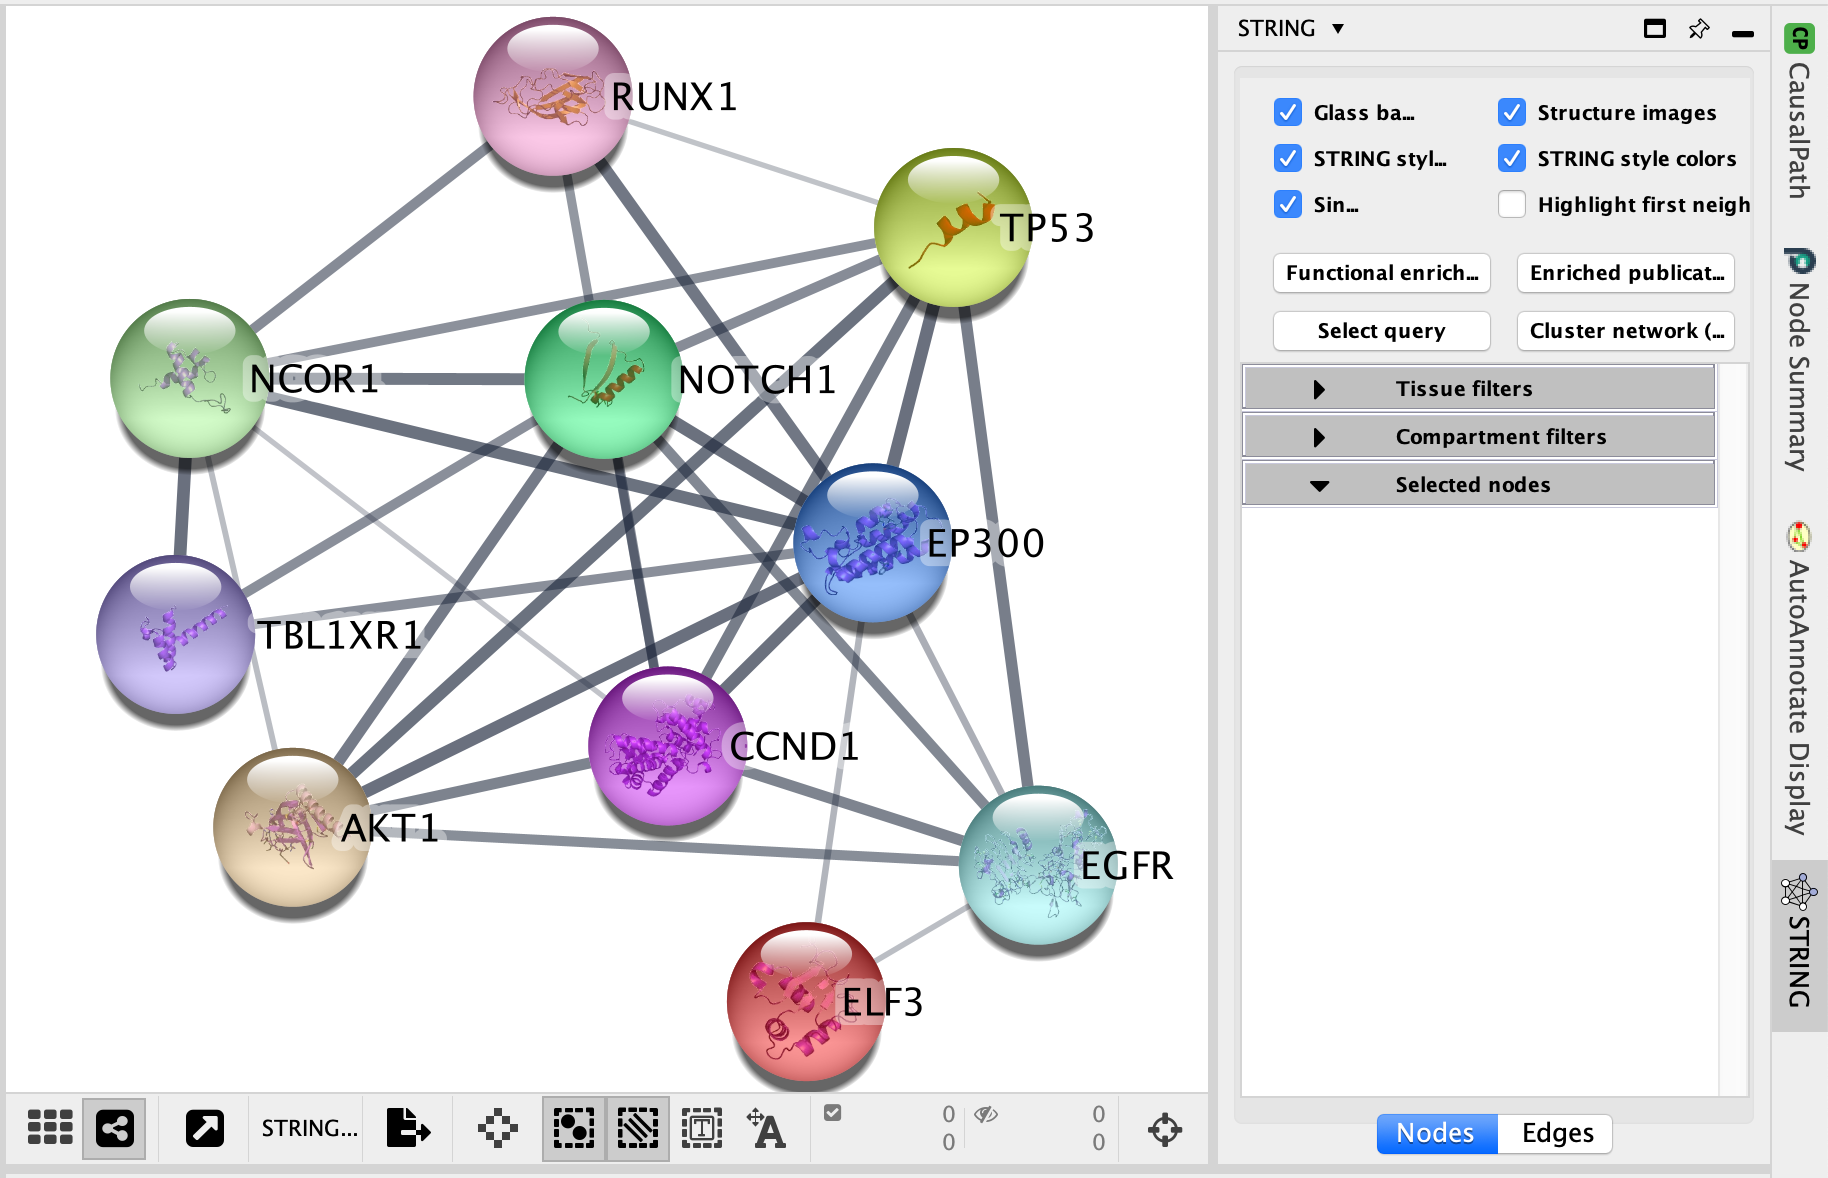 RUNX1
TP53
NCOR1
NOTCH1
EP300
TBL1XR1
CCND1
AKT1
EGFR
ELF3
STRING...
T
A
0
0
0
0
STRING
Glass ba...
Structure images
STRING styl...
STRING style colors
Sin...
Highlight first neigh
Functional enrich...
Enriched publicat...
Select query
Cluster network (...
Tissue filters
Compartment filters
Selected nodes
Nodes
Edges
CP
CausalPath
Node Summary
AutoAnnotate Display
STRING